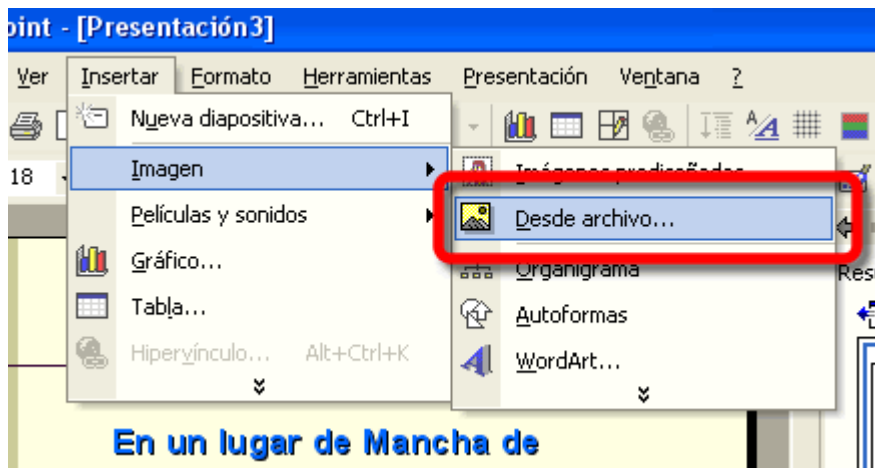 oint - [Presentación3]
Ver Insertar Formato Herramientas Presentación Ventana ?
18
Nueva diapositiva... Ctrl+I
Imagen
Películas y sonidos
Gráfico...
Tabla...
Hipervínculo... Alt+Ctrl+K
Imágenes prediseñadas
Desde archivo...
Organigrama
Autoformas
WordArt...
Resu
En un lugar de Mancha de